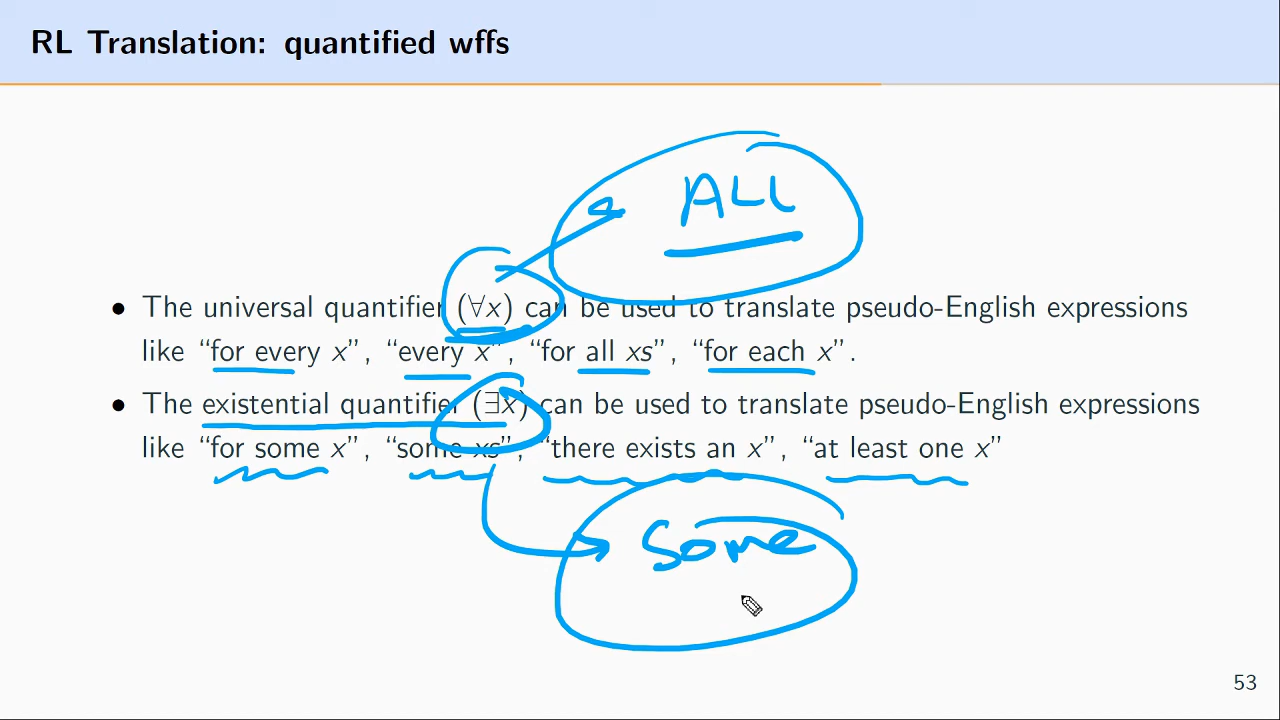 RL Translation: quantified wffs
ALL
• The universal quantifier (∀x) can be used to translate pseudo-English expressions
like “for every x”, “every x”, “for all xs”, “for each x”.
• The existential quantifier (∃x) can be used to translate pseudo-English expressions
like “for some x”, “some xs”, “there exists an x”, “at least one x”
Some
53